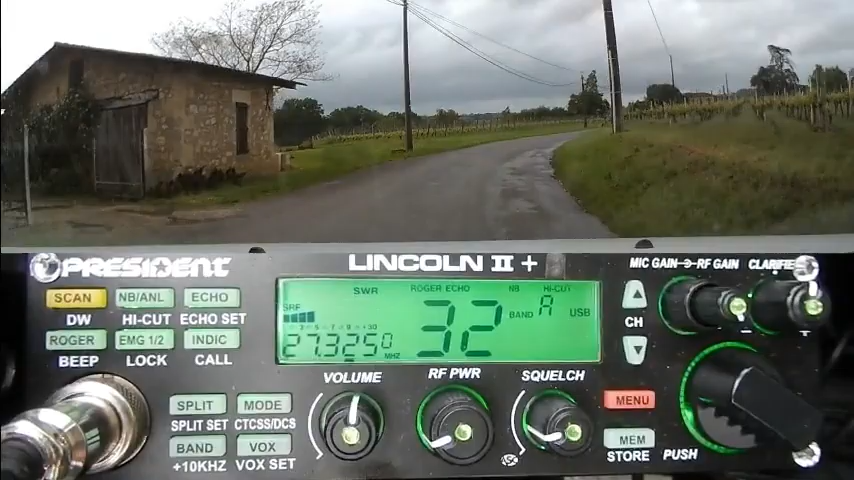 PRESIDENT
LINCOLN II +
MIC GAIN RF GAIN
CLARIFIER
SCAN NB/ANL ECHO
DW HI-CUT ECHO SET
ROGER EMG 1/2 INDIC
BEEP LOCK CALL
SWR ROGER ECHO NB HI-CUT
SRF
32
BAND A USB
27.3250 MHZ
CH
VOLUME RF PWR SQUELCH
SPLIT MODE
SPLIT SET CTCSS/DCS
BAND VOX
+10KHZ VOX SET
ASC
MENU
MEM
STORE
PUSH